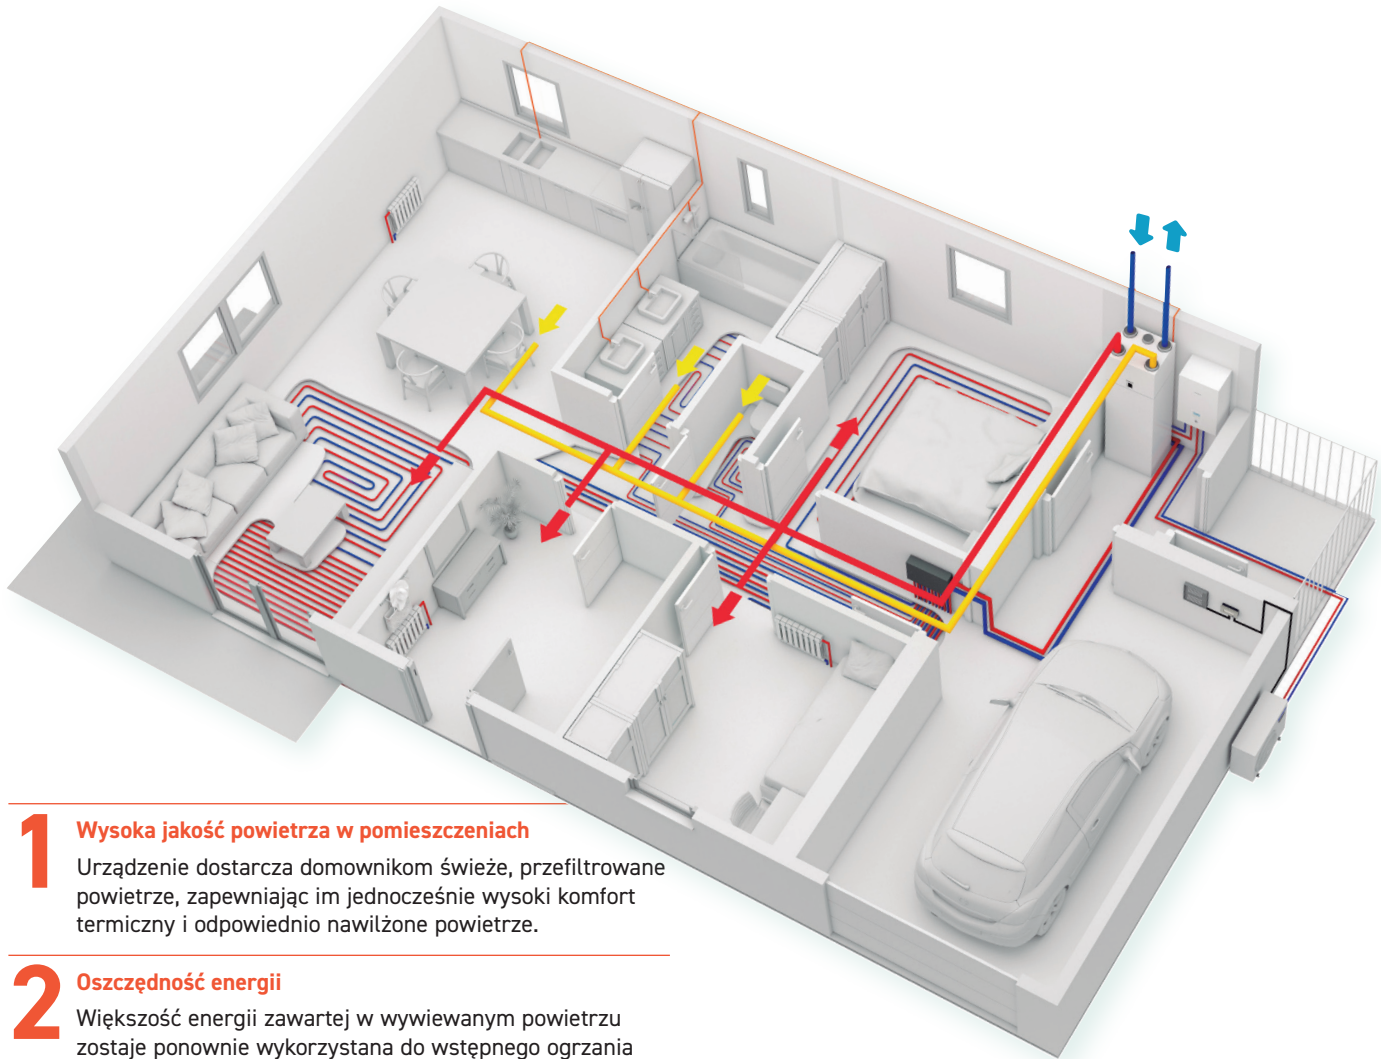 1
Wysoka jakość powietrza w pomieszczeniach
Urządzenie dostarcza domownikom świeże, przefiltrowane
powietrze, zapewniając im jednocześnie wysoki komfort
termiczny i odpowiednio nawilżone powietrze.
2
Oszczędność energii
Większość energii zawartej w wywiewanym powietrzu
zostaje ponownie wykorzystana do wstępnego ogrzania